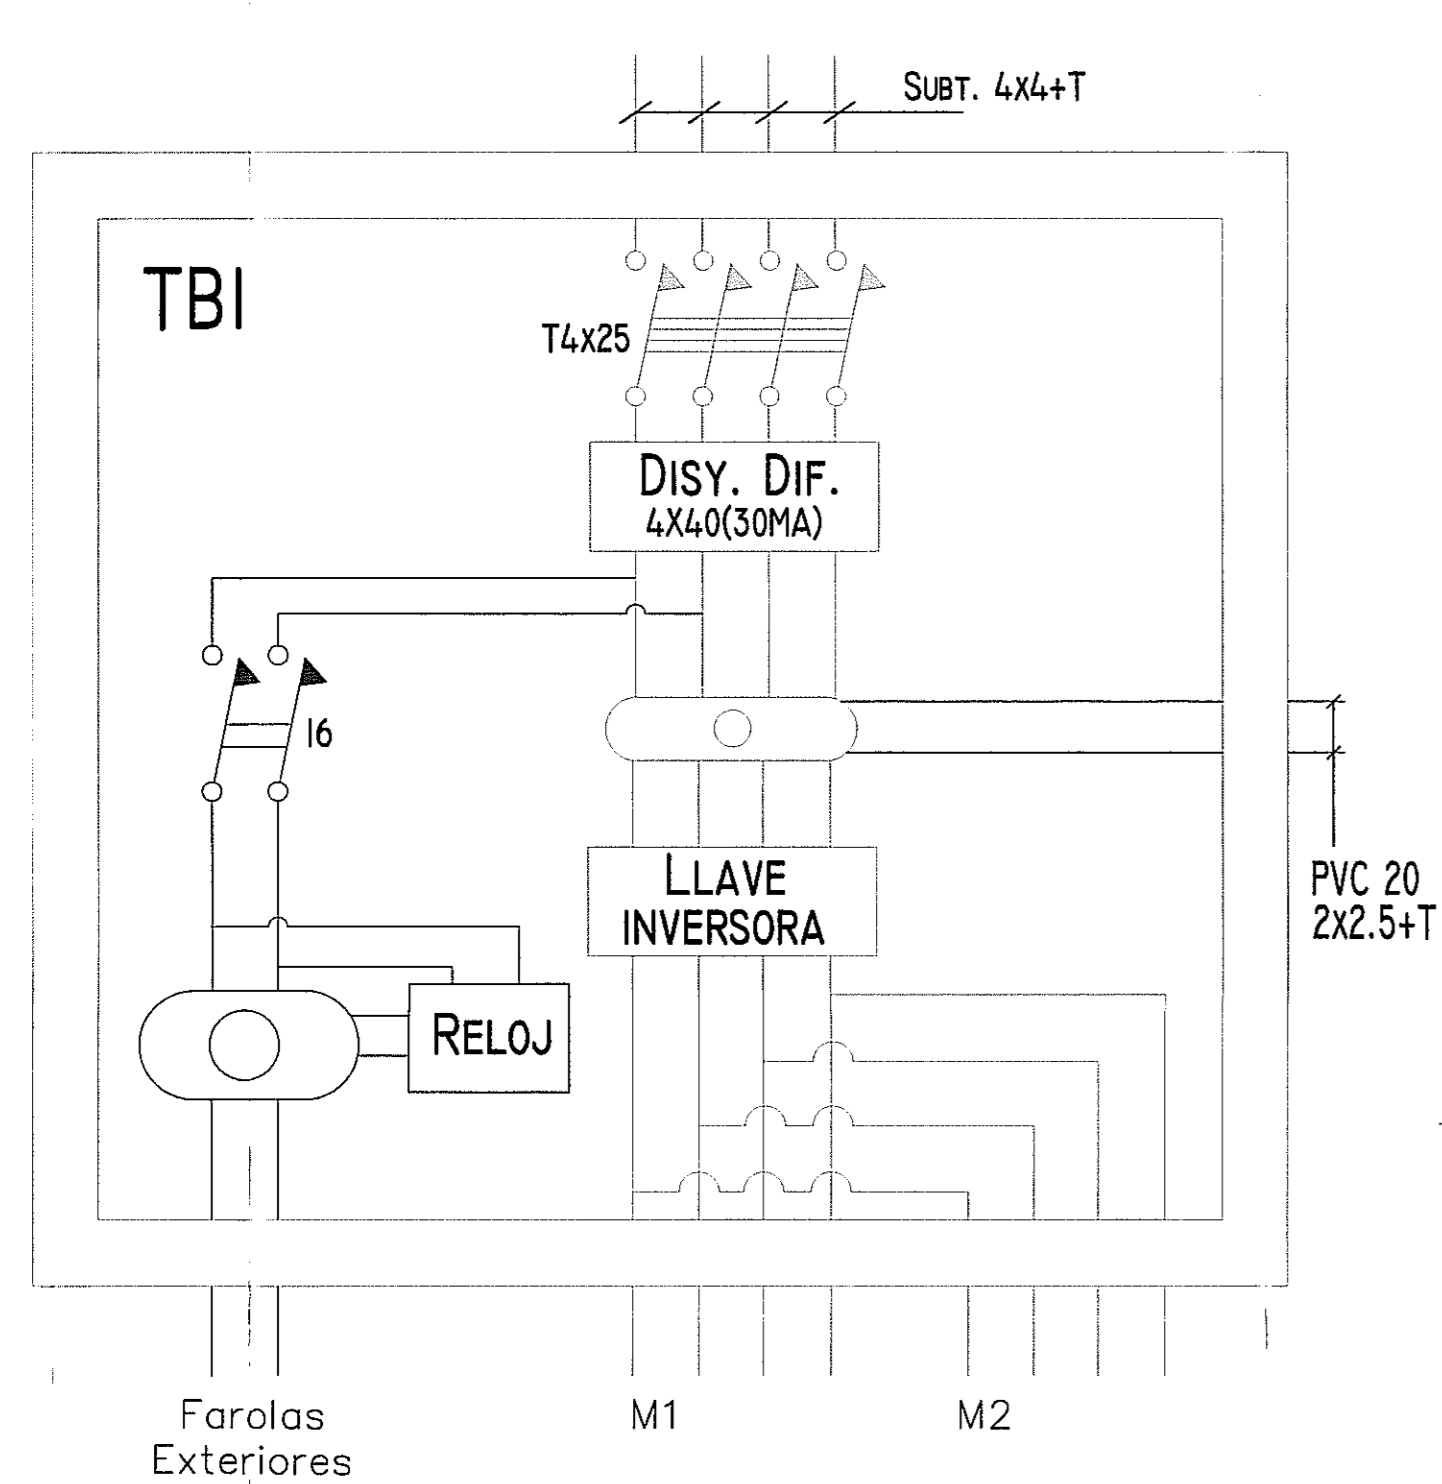 SUBT. 4X4+T
TBI
T4X25
DISY. DIF.
4X40(30MA)
I6
LLAVE
INVERSORA
PVC 20
2X2.5+T
RELOJ
Farolas
Exteriores
M1
M2